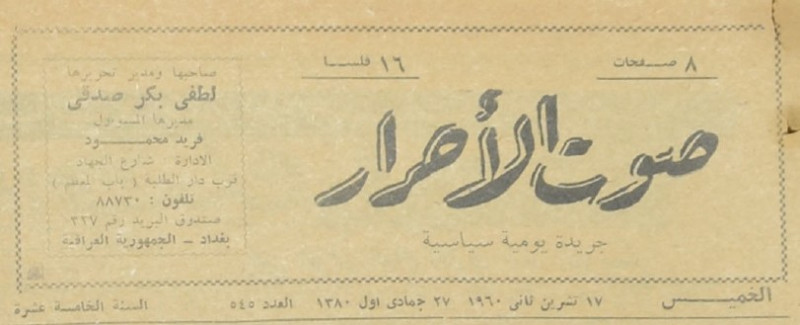 ٨ صفحات
١٦ فلسا
صوت الأحرار
جريدة يومية سياسية
صاحبها ومدير تحريرها
لطفي بكر صدقي
مديرها المسؤول
فريد محمود
الادارة : شارع الجهاد
قرب دار الطلبة ( باب المعظم )
تلفون : ٨٨٧٣٠
صندوق البريد رقم ٣٢٧
بغداد - الجمهورية العراقية
الخميس ١٧ تشرين ثاني ١٩٦٠ ٢٧ جمادى اول ١٣٨٠ العدد ٥٤٥ السنة الخامسة عشرة